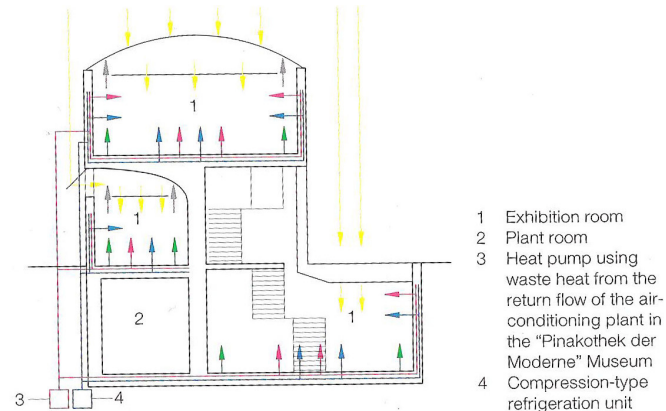 1
1
2
1
3
4
1 Exhibition room
2 Plant room
3 Heat pump using
waste heat from the
return flow of the air-
conditioning plant in
the "Pinakothek der
Moderne" Museum
4 Compression-type
refrigeration unit